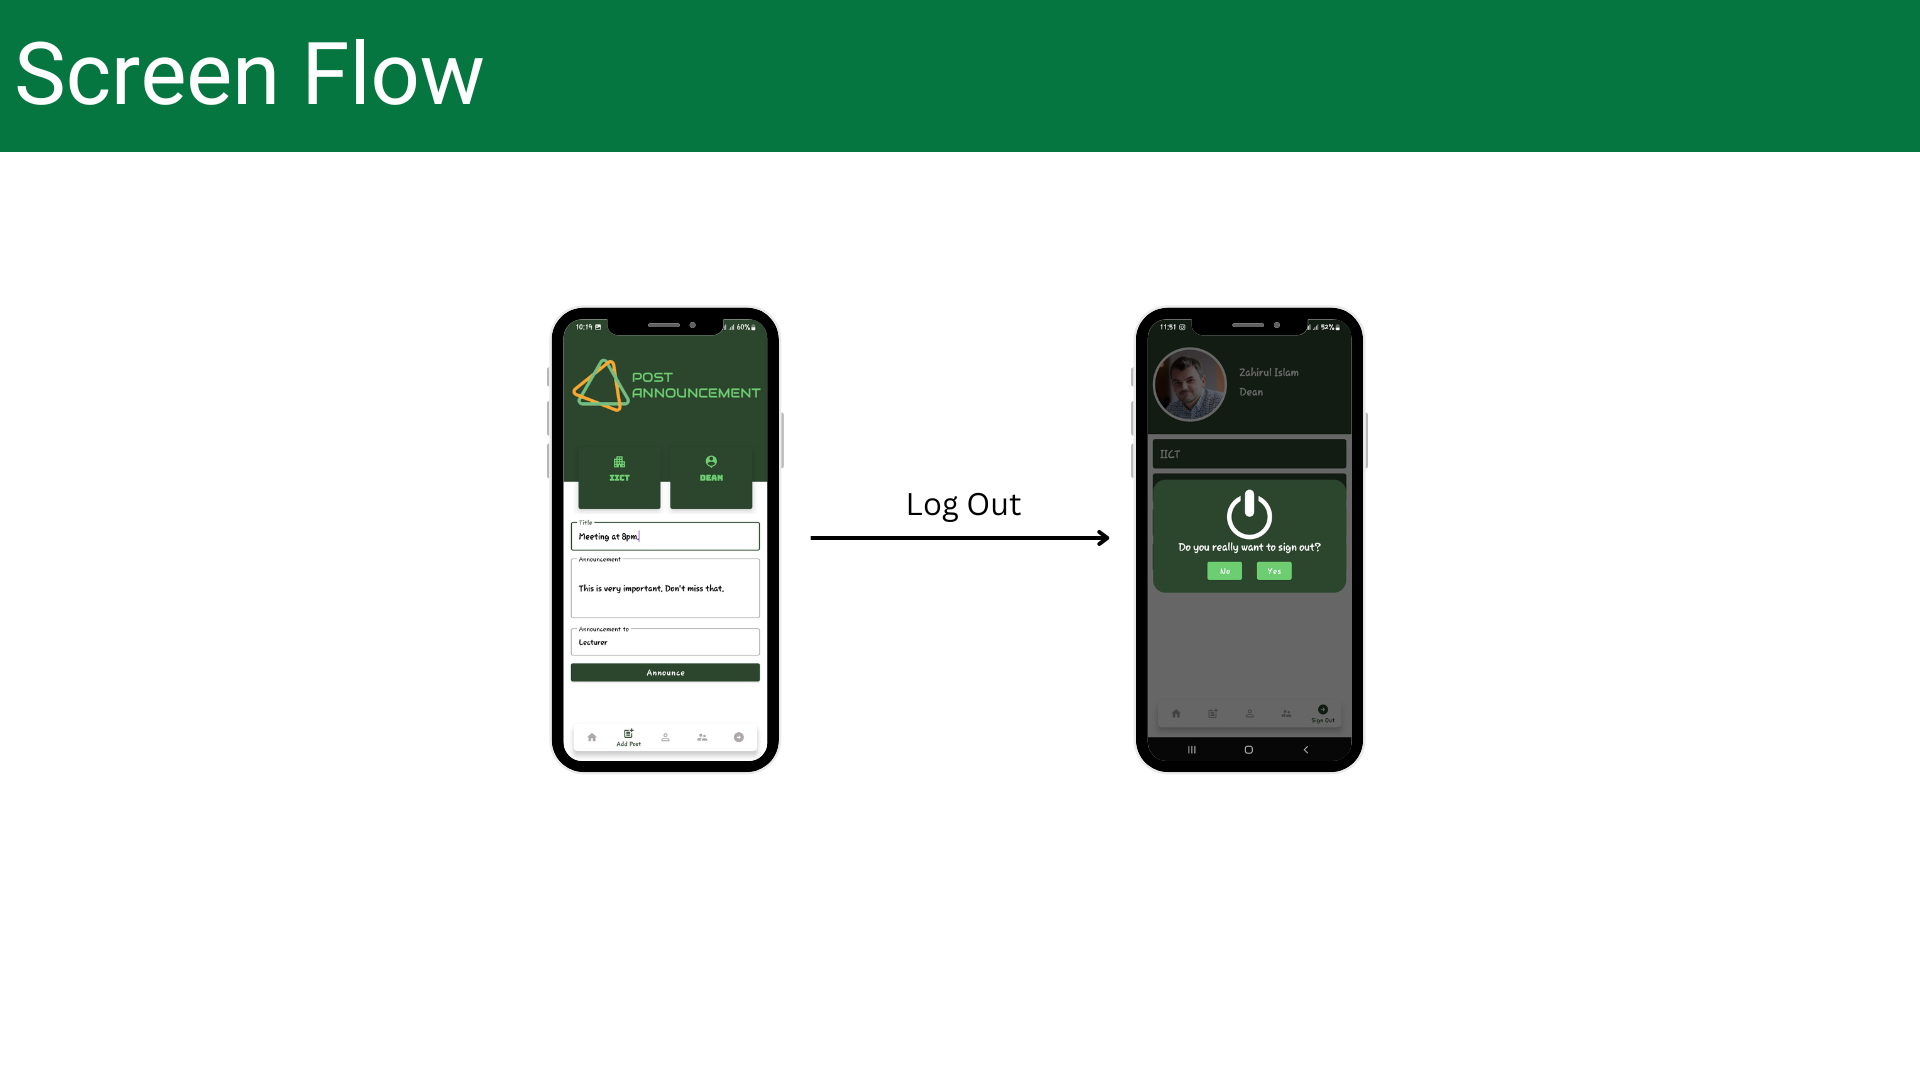 Screen Flow
10:19
60%
POST
ANNOUNCEMENT
IICT
DEAN
Title
Meeting at 8pm.
Announcement
This is very important. Don't miss that.
Announcement to
Lecturer
Announce
Add Post
Log Out
11:51
52%
Zahirul Islam
Dean
IICT
Do you really want to sign out?
No
Yes
Sign Out